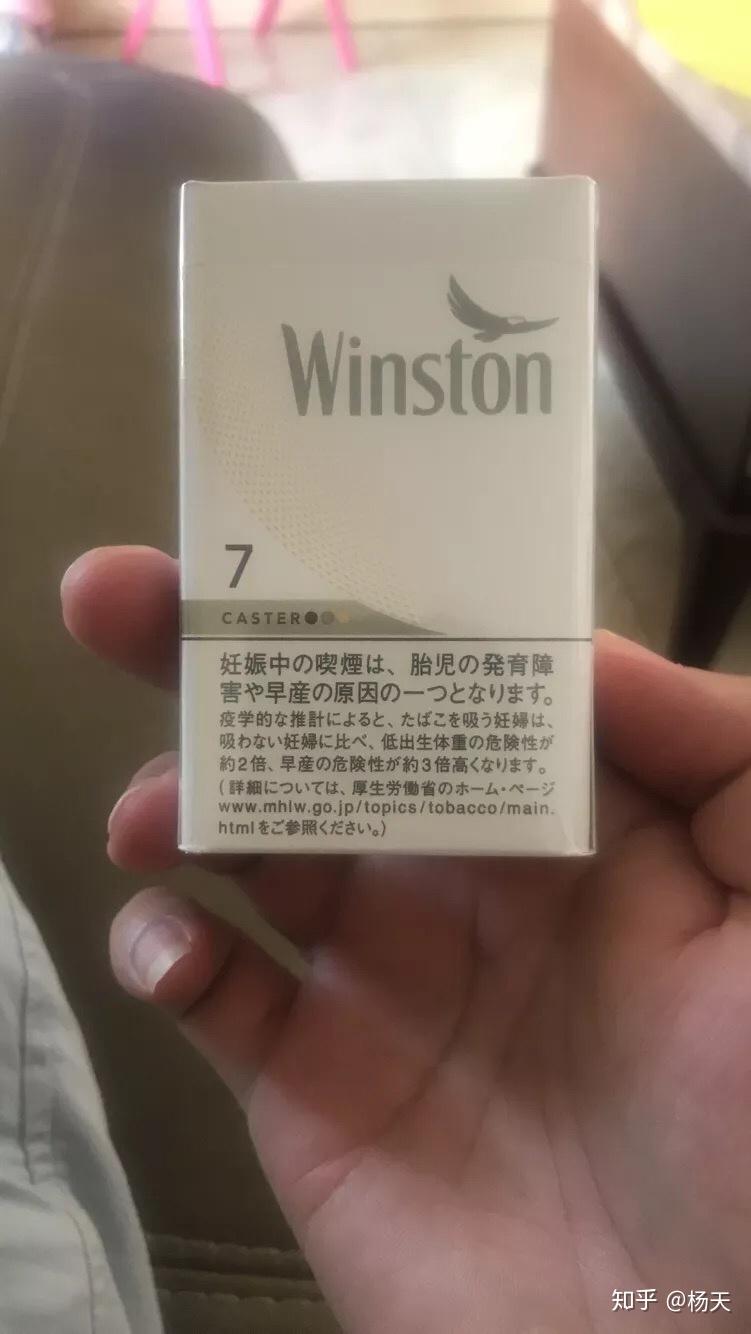 Winston
7
CASTER
妊娠中の喫煙は、胎児の発育障
害や早産の原因の一つとなります。
疫学的な推計によると、たばこを吸う妊婦は、
吸わない妊婦に比べ、低出生体重の危険性が
約2倍、早産の危険性が約3倍高くなります。
(詳細については、厚生労働省のホーム・ページ
www.mhlw.go.jp/topics/tobacco/main.
htmlをご参照ください。)
知乎 @杨天